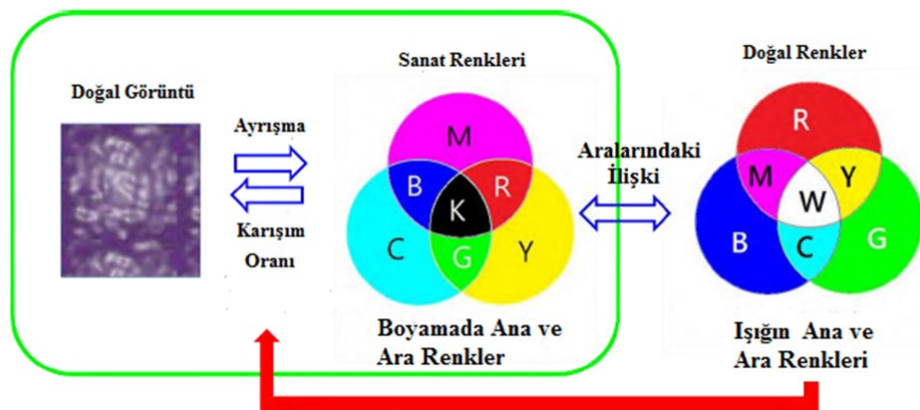 Doğal Görüntü
Ayrışma
Karışım
Oranı
Sanat Renkleri
M
B
R
K
C
G
Y
Boyamada Ana ve
Ara Renkler
Aralarındaki
İlişki
Doğal Renkler
R
M
Y
W
B
C
G
Işığın Ana ve
Ara Renkleri